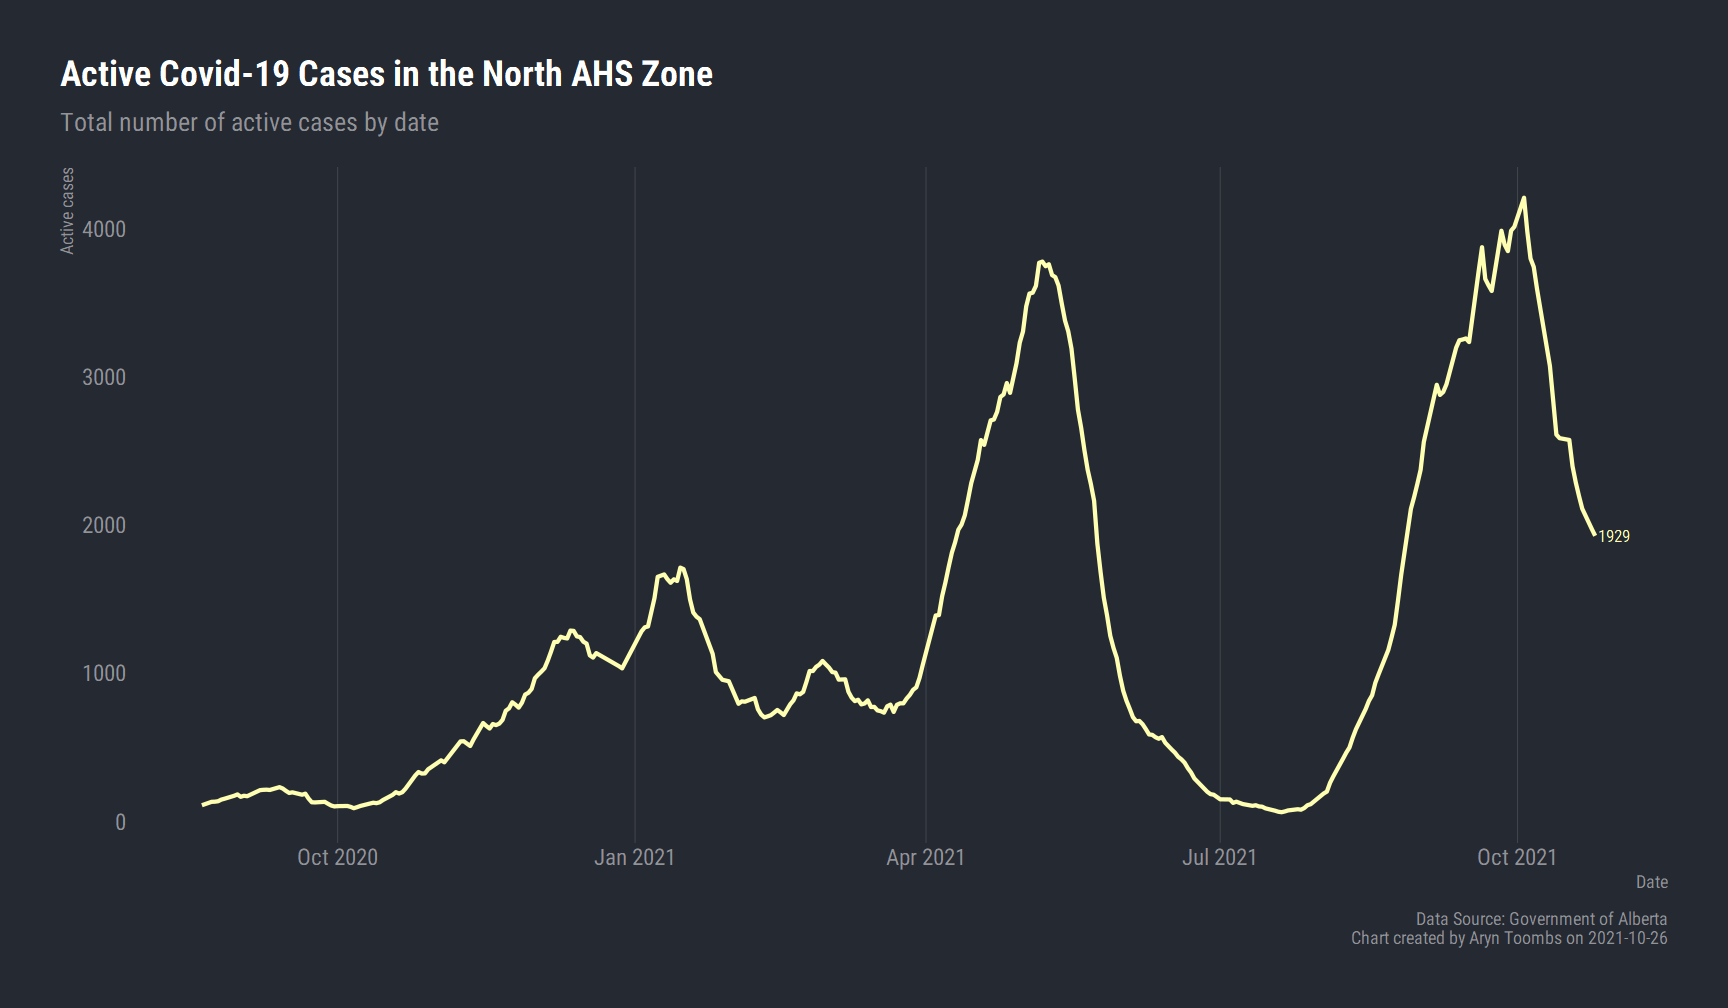 Active Covid-19 Cases in the North AHS Zone
Total number of active cases by date
Active cases
4000
3000
2000
1000
0
1929
Oct 2020
Jan 2021
Apr 2021
Jul 2021
Oct 2021
Date
Data Source: Government of Alberta
Chart created by Aryn Toombs on 2021-10-26